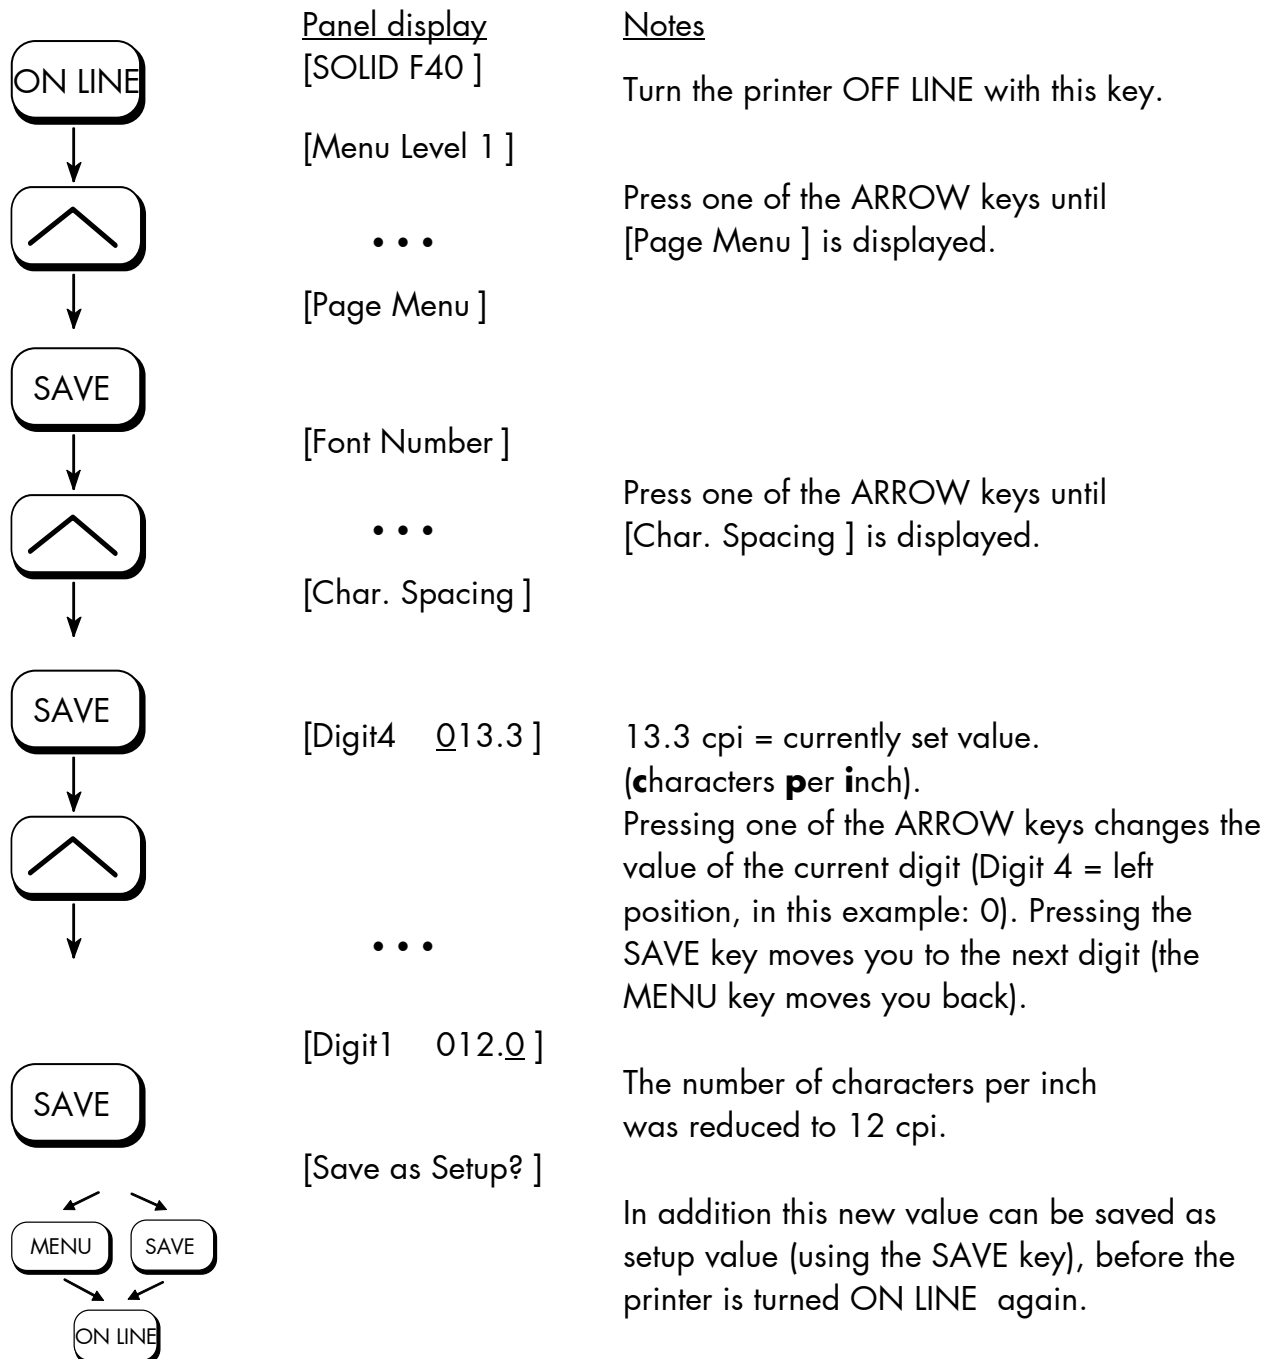 Panel display Notes
[SOLID F40 ]
ON LINE
Turn the printer OFF LINE with this key.
[Menu Level 1 ]
Press one of the ARROW keys until
• • •
[Page Menu ] is displayed.
[Page Menu ]
SAVE
[Font Number ]
Press one of the ARROW keys until
• • •
[Char. Spacing ] is displayed.
[Char. Spacing ]
SAVE
[Digit4 013.3 ] 13.3 cpi = currently set value.
(characters per inch).
Pressing one of the ARROW keys changes the
value of the current digit (Digit 4 = left
position, in this example: 0). Pressing the
• • •
SAVE key moves you to the next digit (the
MENU key moves you back).
[Digit1 012.0 ]
SAVE
The number of characters per inch
was reduced to 12 cpi.
[Save as Setup? ]
In addition this new value can be saved as
MENU SAVE
setup value (using the SAVE key), before the
printer is turned ON LINE again.
ON LINE